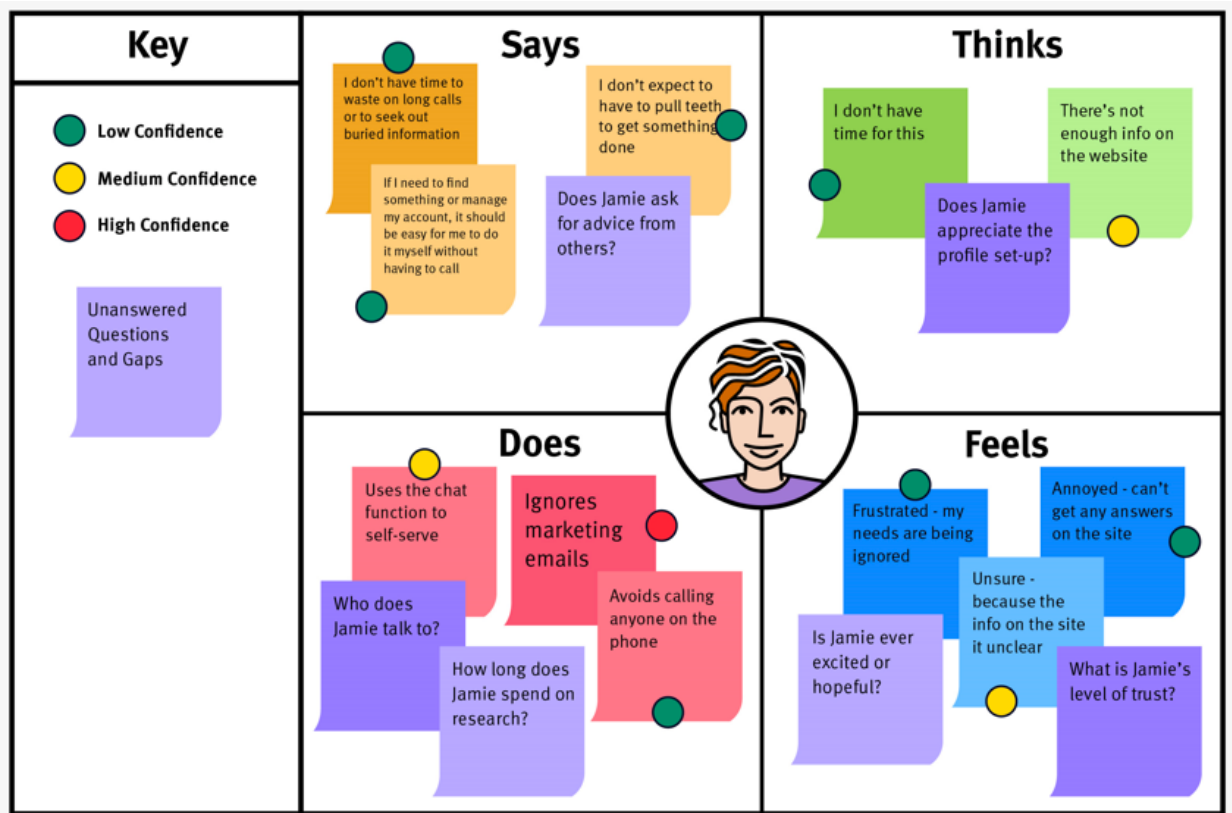 Key
Low Confidence
Medium Confidence
High Confidence
Unanswered
Questions
and Gaps
Says
I don't have time to
waste on long calls
or to seek out
buried information
I don't expect to
have to pull teeth
to get something
done
If I need to find
something or manage
my account, it should
be easy for me to do
it myself without
having to call
Does Jamie ask
for advice from
others?
Thinks
I don't have
time for this
There's not
enough info on
the website
Does Jamie
appreciate the
profile set-up?
Does
Uses the chat
function to
self-serve
Ignores
marketing
emails
Who does
Jamie talk to?
Avoids calling
anyone on the
phone
How long does
Jamie spend on
research?
Feels
Frustrated - my
needs are being
ignored
Annoyed - can't
get any answers
on the site
Unsure -
because the
info on the site
it unclear
Is Jamie ever
excited or
hopeful?
What is Jamie's
level of trust?